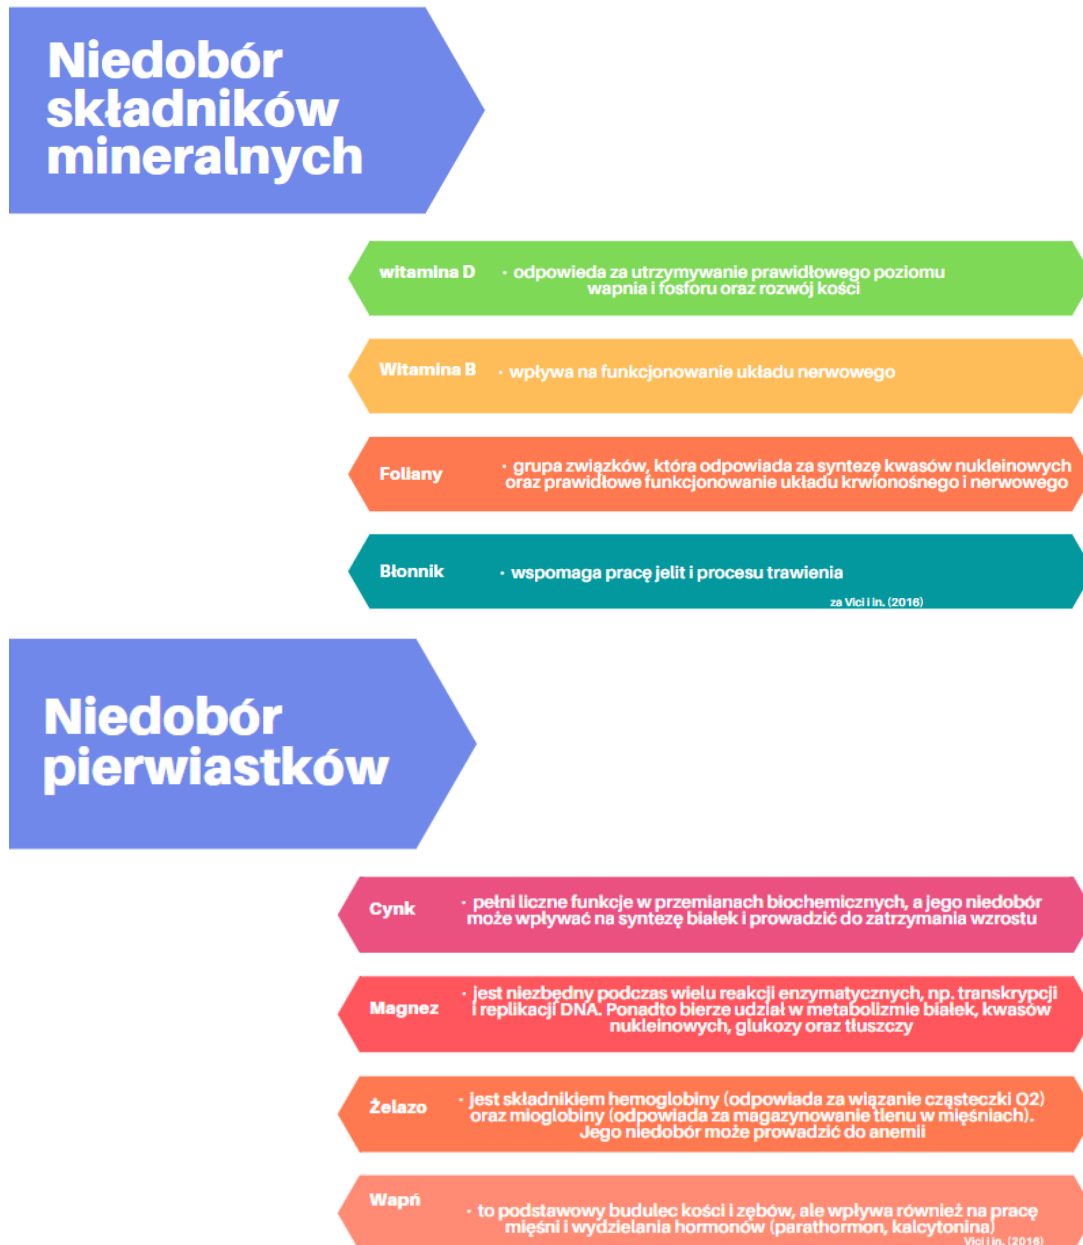 Niedobór
składników
mineralnych
witamina D · odpowieda za utrzymywanie prawidłowego poziomu
wapnia i fosforu oraz rozwój kości
Witamina B · wpływa na funkcjonowanie układu nerwowego
Foliany · grupa związków, która odpowiada za syntezę kwasów nukleinowych
oraz prawidłowe funkcjonowanie układu krwionośnego i nerwowego
Błonnik · wspomaga pracę jelit i procesu trawienia
za Vici i in. (2016)
Niedobór
pierwiastków
Cynk · pełni liczne funkcje w przemianach biochemicznych, a jego niedobór
może wpływać na syntezę białek i prowadzić do zatrzymania wzrostu
Magnez · jest niezbędny podczas wielu reakcji enzymatycznych, np. transkrypcji
i replikacji DNA. Ponadto bierze udział w metabolizmie białek, kwasów
nukleinowych, glukozy oraz tłuszczy
Żelazo · jest składnikiem hemoglobiny (odpowiada za wiązanie cząsteczki O2)
oraz mioglobiny (odpowiada za magazynowanie tlenu w mięśniach).
Jego niedobór może prowadzić do anemii
Wapń · to podstawowy budulec kości i zębów, ale wpływa również na pracę
mięśni i wydzielania hormonów (parathormon, kalcytonina)
Vici i in. (2016)